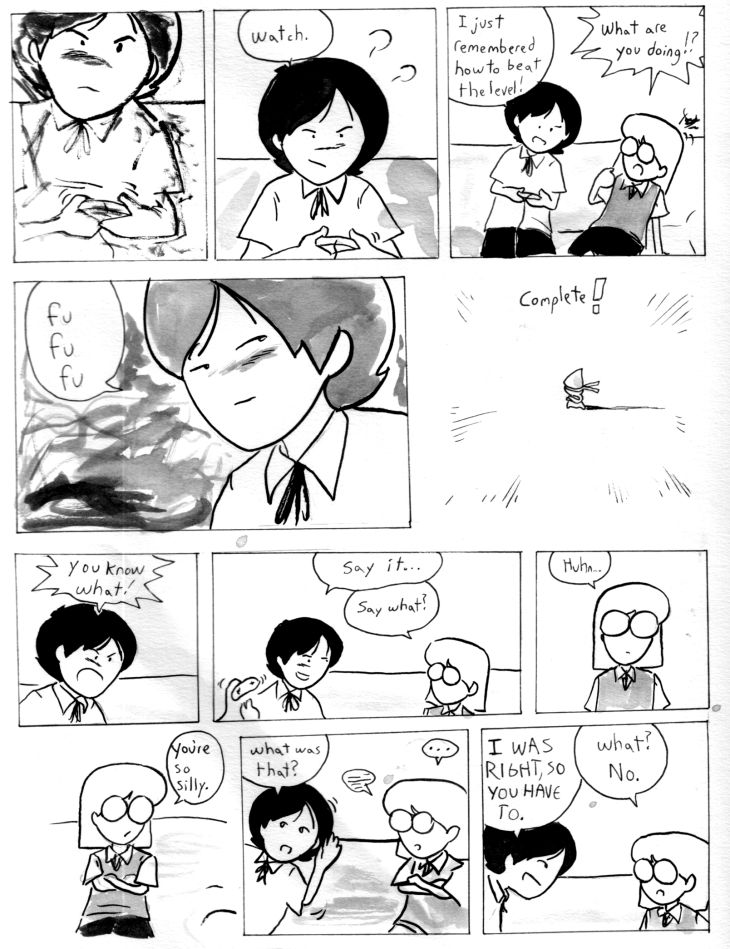 What are
you doing!?
I just
remembered
how to beat
the level!
Watch.
Complete!
fu
fu
fu
Huhn...
Say it...
Say what?
You know
what!
what?
No.
I WAS
RIGHT, SO
YOU HAVE
TO.
...
what was
that?
You're
so
silly.